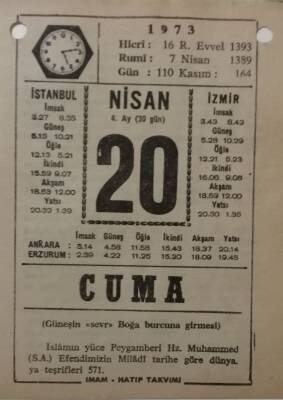 1973
Hicrî : 16 R. Evvel 1393
Rumî : 7 Nisan 1389
Gün : 110 Kasım : 164
İSTANBUL
İmsak
3.27 8.35
Güneş
5.15 10.21
Öğle
12.13 5.21
İkindi
15.59 9.07
Akşam
18.53 12.00
Yatsı
20.32 1.39
NİSAN
4. Ay (30 gün)
20
İZMİR
İmsak
3.43 8.42
Güneş
5.28 10.29
Öğle
12.21 5.23
İkindi
16.06 9.08
Akşam
18.59 12.00
Yatsı
20.30 1.35
İmsak Güneş Öğle İkindi Akşam Yatsı
ANKARA : 3.14 4.58 11.58 15.43 18.37 20.14
ERZURUM : 2.39 4.22 11.25 15.20 18.09 19.45
CUMA
(Güneşin «sevr» Boğa burcuna girmesi)
İslâmın yüce Peygamberi Hz. Muhammed
(S.A.) Efendimizin Milâdî tarihe göre dünya-
ya teşrifleri 571.
İMAM - HATİP TAKVİMİ